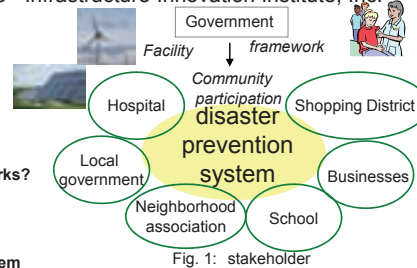 Infrastructure Innovation Institute, Inc.
Government
Facility
framework
Community
participation
Hospital
Shopping District
disaster
prevention
system
Local
government
Businesses
rks?
Neighborhood
association
School
em
Fig. 1: stakeholder